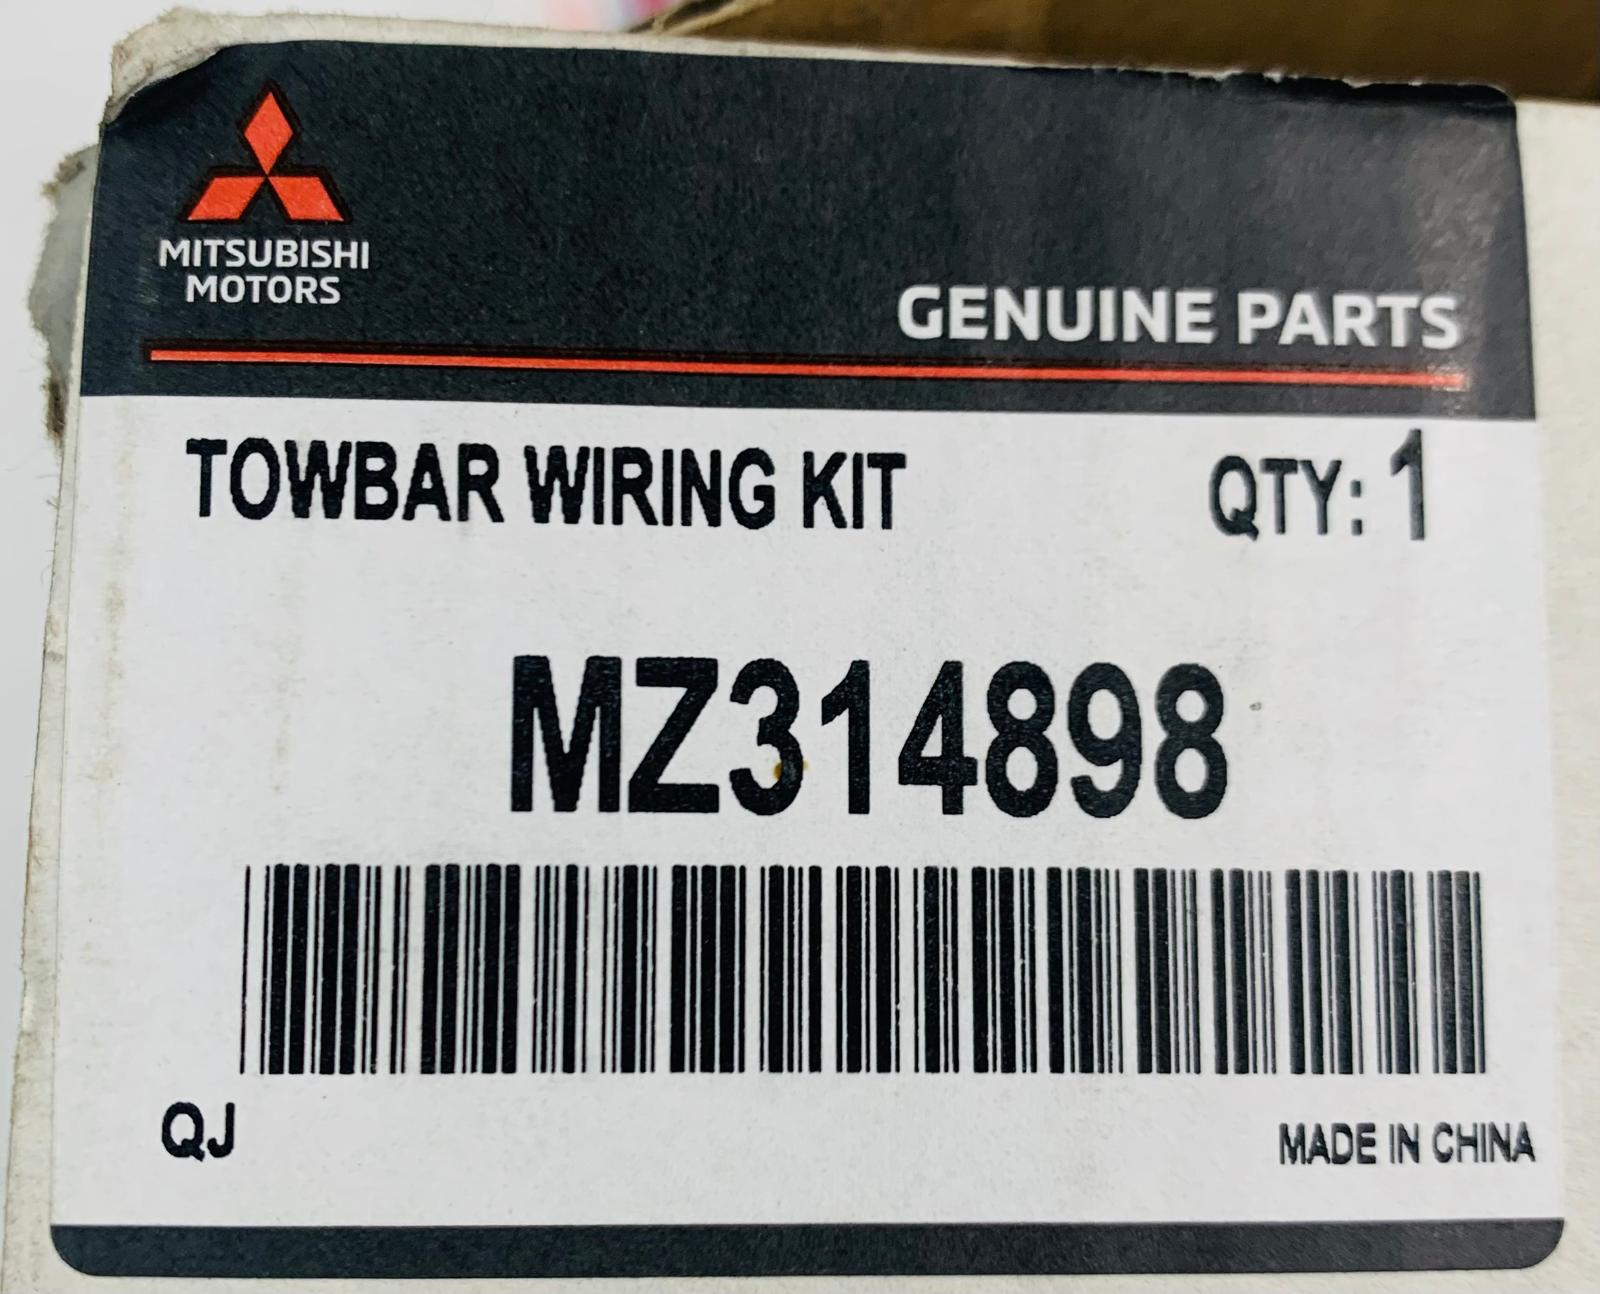 MITSUBISHI
MOTORS
GENUINE PARTS
TOWBAR WIRING KIT QTY: 1
MZ314898
QJ MADE IN CHINA